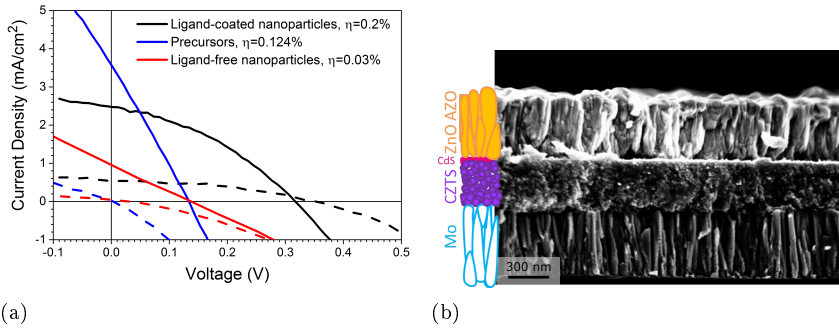 5
4
3
2
1
0
-1
-0.1
0.0
0.1
0.2
0.3
0.4
0.5
Current Density (mA/cm²)
Voltage (V)
Ligand-coated nanoparticles, η=0.2%
Precursors, η=0.124%
Ligand-free nanoparticles, η=0.03%
(a)
ZnO AZO
CdS
CZTS
Mo
300 nm
(b)